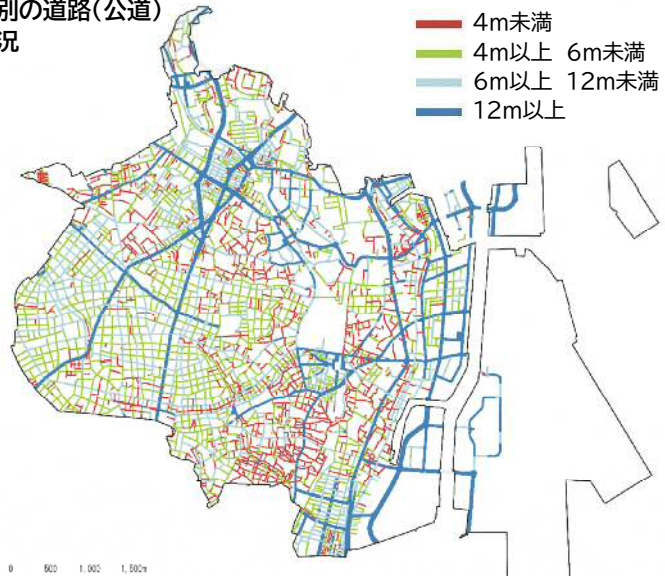 別の道路(公道)
況
4m未満
4m以上 6m未満
6m以上 12m未満
12m以上
0 500 1,000 1,500m